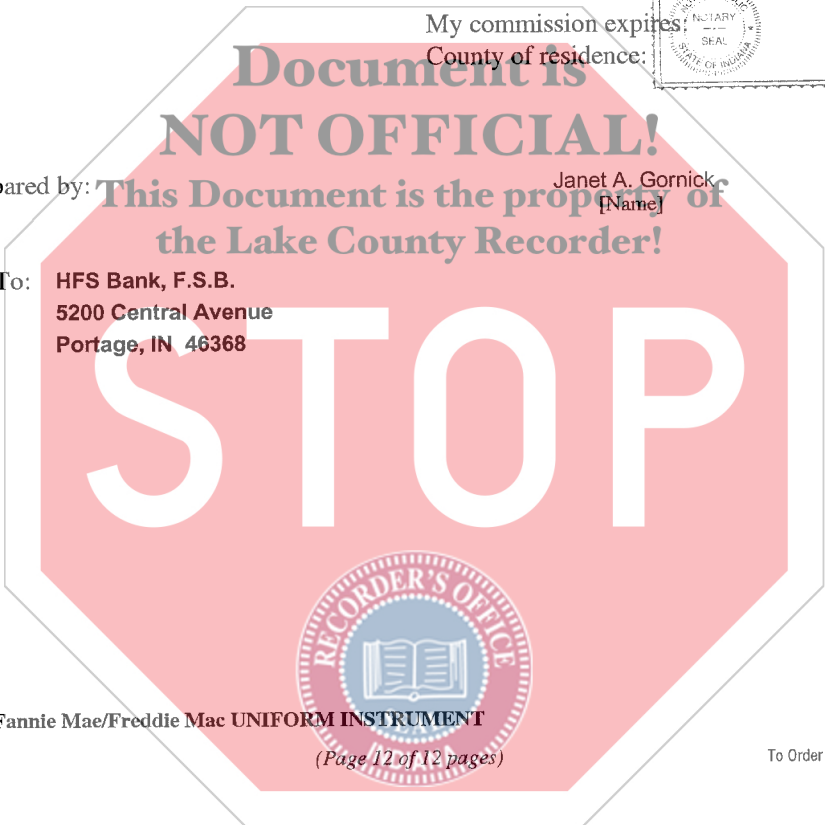 My commission expires:
County of residence:
NOTARY
SEAL
STATE OF INDIANA
Document is
NOT OFFICIAL!
ared by:
Janet A. Gornick
[Name]
This Document is the property of
the Lake County Recorder!
To:
HFS Bank, F.S.B.
5200 Central Avenue
Portage, IN 46368
STOP
RECORDER'S OFFICE
INDIANA
Fannie Mae/Freddie Mac UNIFORM INSTRUMENT
(Page 12 of 12 pages)
To Order